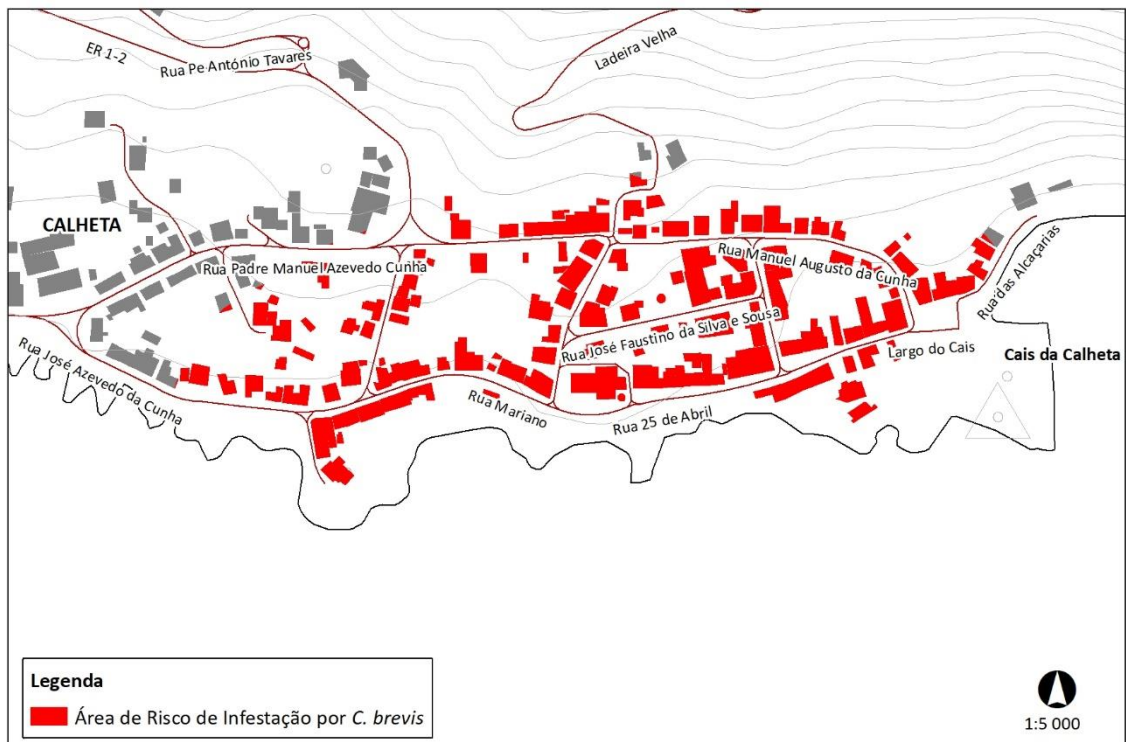 ER 1-2
Rua Pe António Tavares
Ladeira Velha
CALHETA
Rua Padre Manuel Azevedo Cunha
Rua Manuel Augusto da Cunha
Rua das Alcaçarias
Rua José Faustino da Silva e Sousa
Rua José Azevedo da Cunha
Largo do Cais
Cais da Calheta
Rua Mariano
Rua 25 de Abril
Legenda
Área de Risco de Infestação por C. brevis
1:5 000